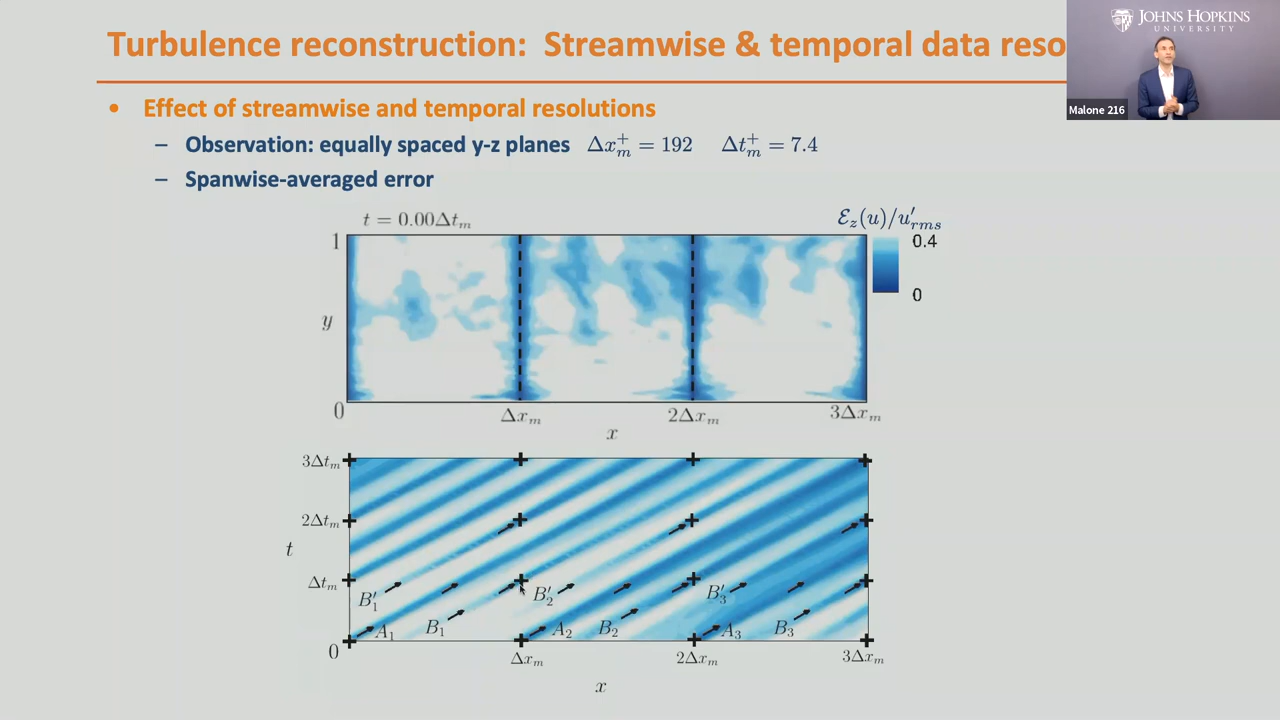 Turbulence reconstruction: Streamwise & temporal data reso
JOHNS HOPKINS
UNIVERSITY
Malone 216
• Effect of streamwise and temporal resolutions
– Observation: equally spaced y-z planes Δx⁺ₘ = 192 Δt⁺ₘ = 7.4
– Spanwise-averaged error
t = 0.00Δtₘ
ℰ_z(u)/u′ᵣₘₛ
0.4
0
1
y
0
Δxₘ 2Δxₘ 3Δxₘ
x
3Δtₘ
2Δtₘ
t
Δtₘ
B′₁ B′₂ B′₃
A₁ B₁ A₂ B₂ A₃ B₃
0
Δxₘ 2Δxₘ 3Δxₘ
x